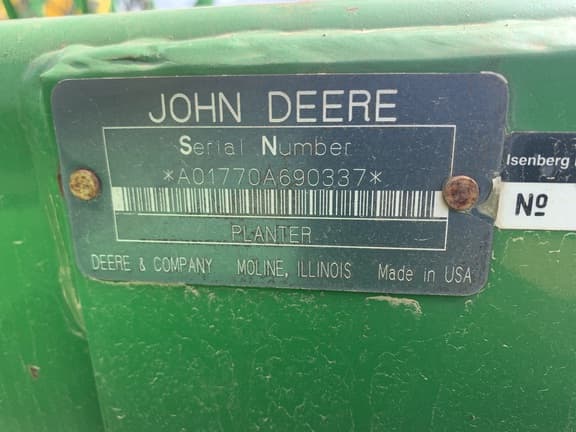 JOHN DEERE
Serial Number
*A01770A690337*
PLANTER
DEERE & COMPANY MOLINE, ILLINOIS Made in USA
Isenberg
Nº